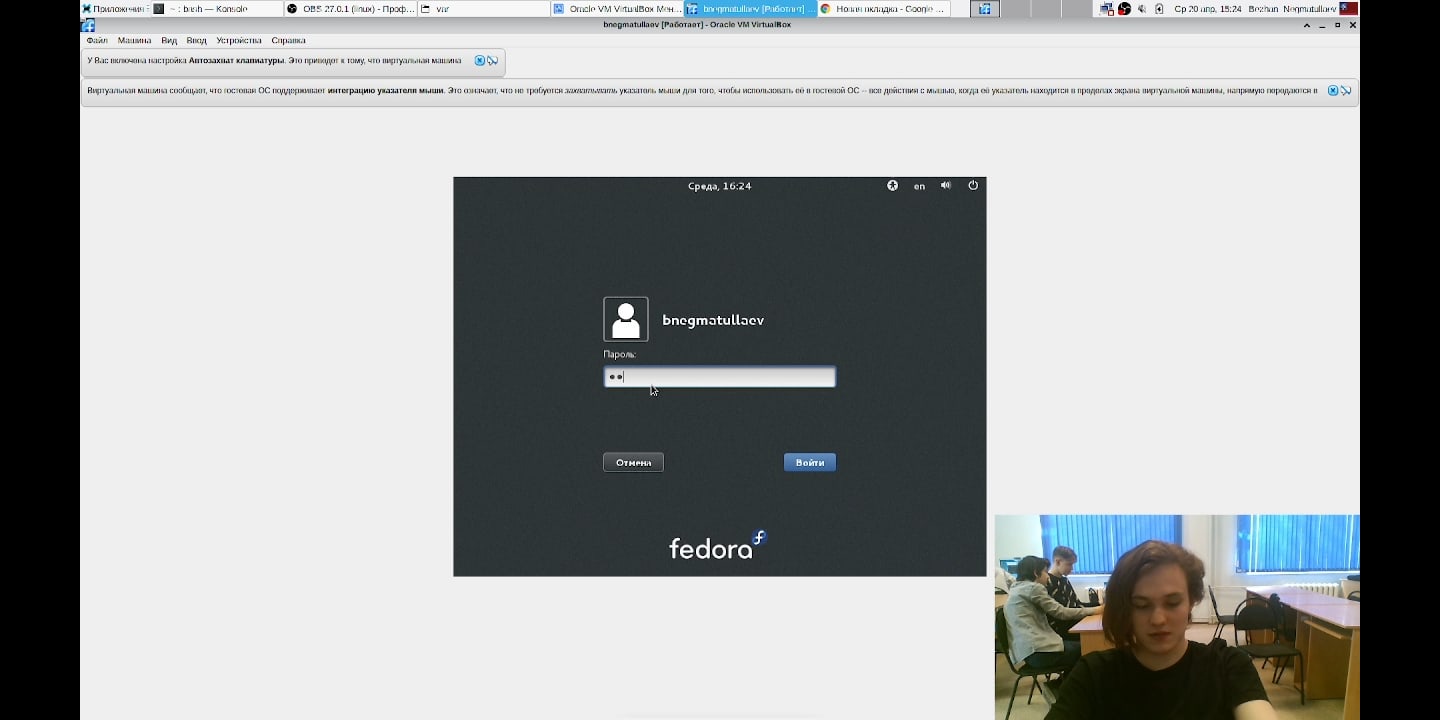 Приложения
~ : bash — Konsole
OBS 27.0.1 (linux) - Проф...
var
Oracle VM VirtualBox Мен...
bnegmatullaev [Работает] ...
Новая вкладка - Google ...
Ср 20 апр, 15:24
Bezhan Negmatullaev
bnegmatullaev [Работает] - Oracle VM VirtualBox
Файл Машина Вид Ввод Устройства Справка
У Вас включена настройка Автозахват клавиатуры. Это приводит к тому, что виртуальная машина
Виртуальная машина сообщает, что гостевая ОС поддерживает интеграцию указателя мыши. Это означает, что не требуется захватывать указатель мыши для того, чтобы использовать её в гостевой ОС -- все действия с мышью, когда её указатель находится в пределах экрана виртуальной машины, напрямую передаются в
Среда, 16:24
en
bnegmatullaev
Пароль:
Отмена
Войти
fedora